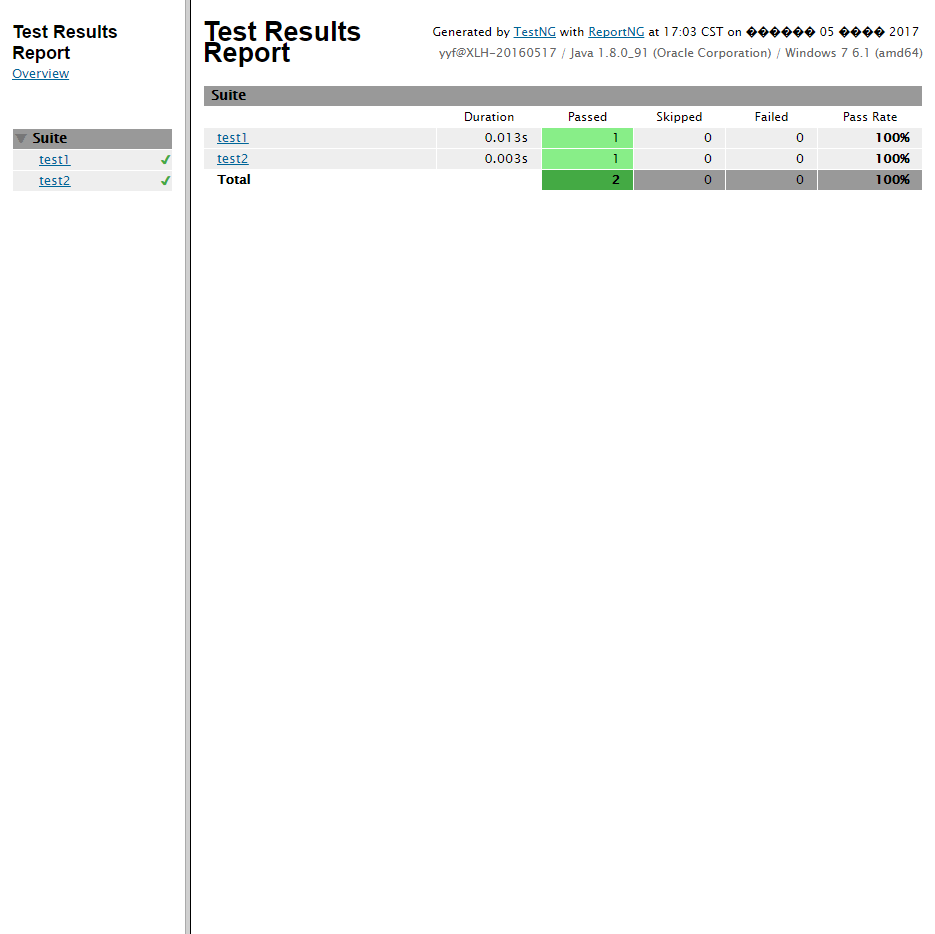 Test Results
Report
Overview
Suite
test1 ✔
test2 ✔
Test Results
Report
Generated by TestNG with ReportNG at 17:03 CST on ������ 05 ���� 2017
yyf@XLH-20160517 / Java 1.8.0_91 (Oracle Corporation) / Windows 7 6.1 (amd64)
Suite
Duration Passed Skipped Failed Pass Rate
test1 0.013s 1 0 0 100%
test2 0.003s 1 0 0 100%
Total 2 0 0 100%